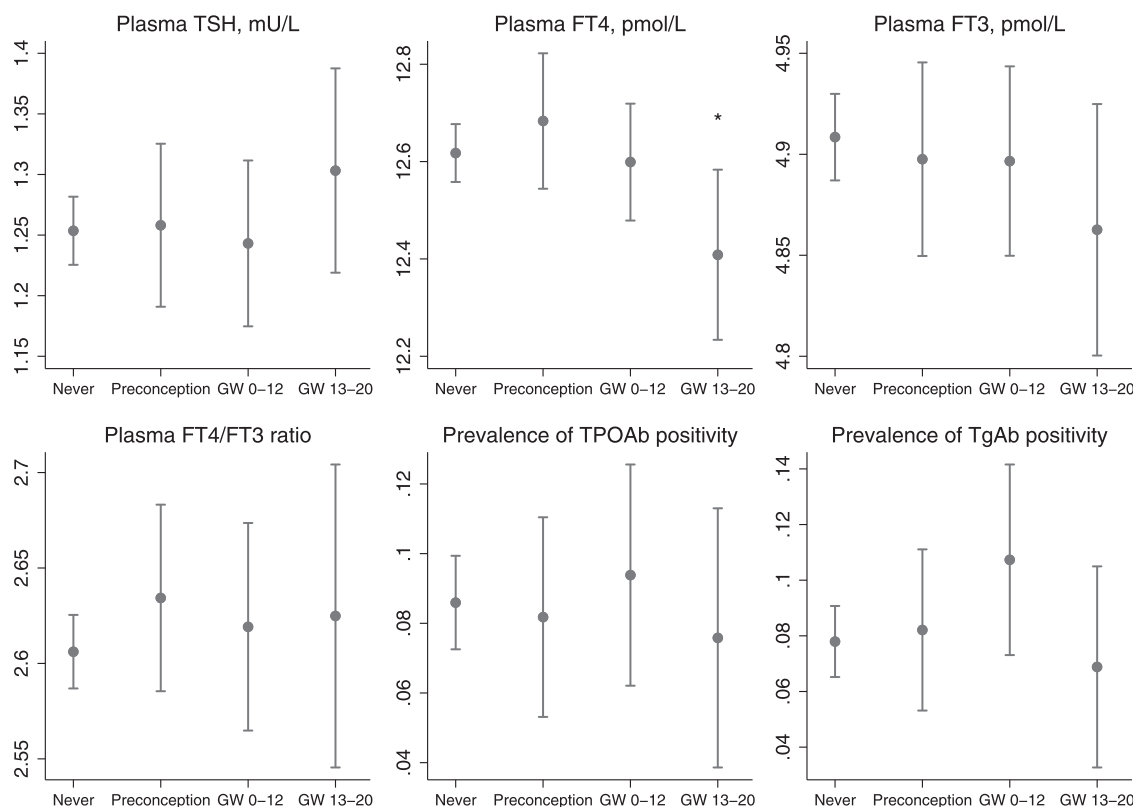 Plasma TSH, mU/L
1.4
1.35
1.3
1.25
1.2
1.15
Never Preconception GW 0–12 GW 13–20
Plasma FT4, pmol/L
12.8
12.6
12.4
12.2
*
Never Preconception GW 0–12 GW 13–20
Plasma FT3, pmol/L
4.95
4.9
4.85
4.8
Never Preconception GW 0–12 GW 13–20
Plasma FT4/FT3 ratio
2.7
2.65
2.6
2.55
Never Preconception GW 0–12 GW 13–20
Prevalence of TPOAb positivity
.12
.1
.08
.06
.04
Never Preconception GW 0–12 GW 13–20
Prevalence of TgAb positivity
.14
.12
.1
.08
.06
.04
Never Preconception GW 0–12 GW 13–20